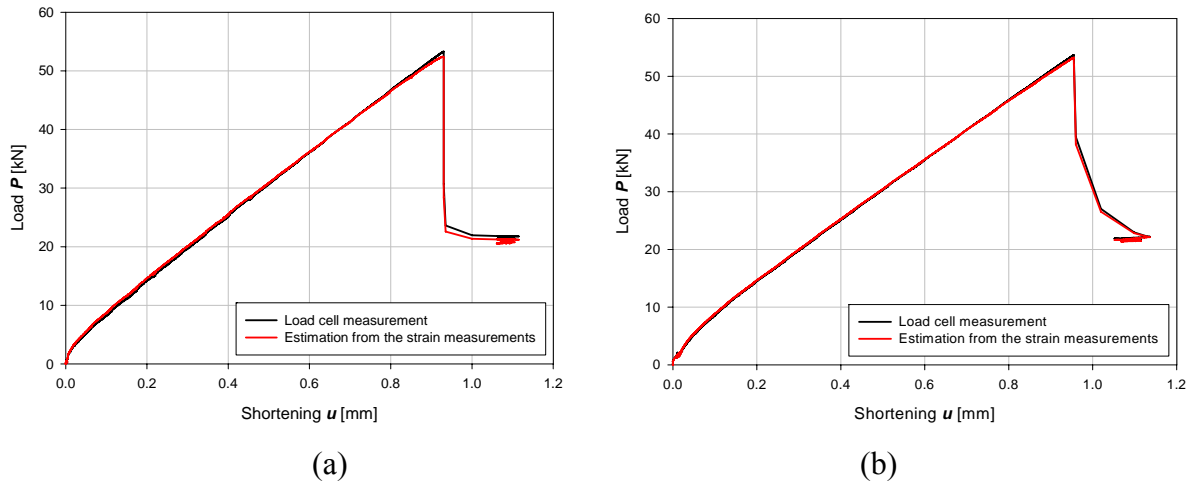 60
50
40
30
20
10
0
Load P [kN]
0.0 0.2 0.4 0.6 0.8 1.0 1.2
Shortening u [mm]
Load cell measurement
Estimation from the strain measurements
(a)
60
50
40
30
20
10
0
Load P [kN]
0.0 0.2 0.4 0.6 0.8 1.0 1.2
Shortening u [mm]
Load cell measurement
Estimation from the strain measurements
(b)